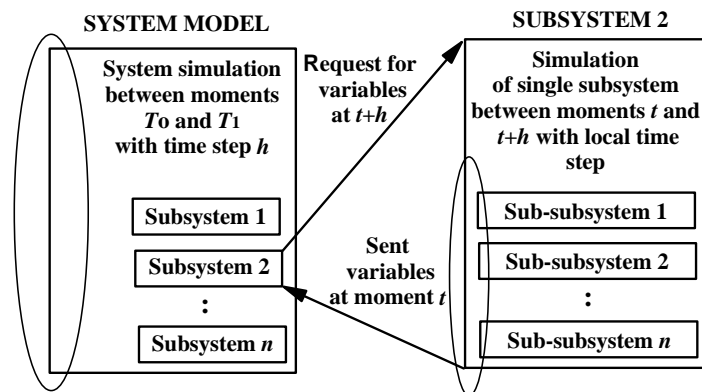 SYSTEM MODEL
System simulation
between moments
T0 and T1
with time step h
Subsystem 1
Subsystem 2
:
Subsystem n
Request for
variables
at t+h
Sent
variables
at moment t
SUBSYSTEM 2
Simulation
of single subsystem
between moments t and
t+h with local time
step
Sub-subsystem 1
Sub-subsystem 2
:
Sub-subsystem n